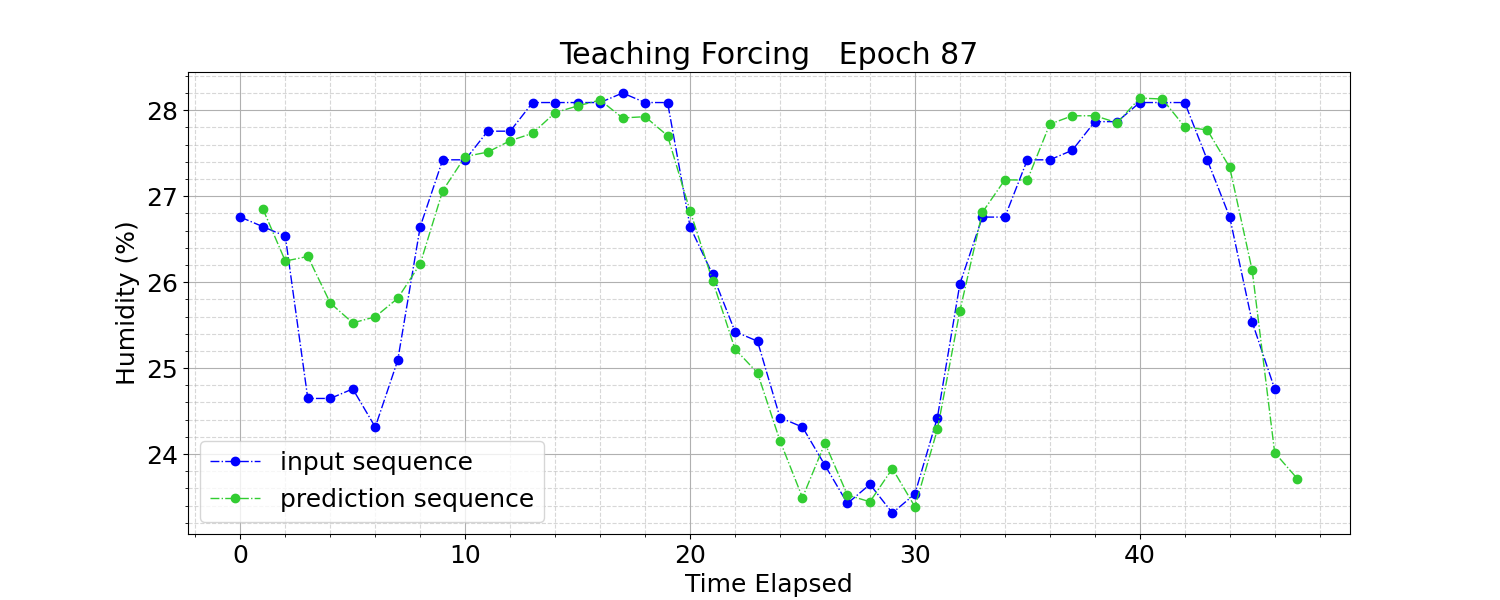 Teaching Forcing   Epoch 87
Humidity (%)
28
27
26
25
24
input sequence
prediction sequence
0 10 20 30 40
Time Elapsed